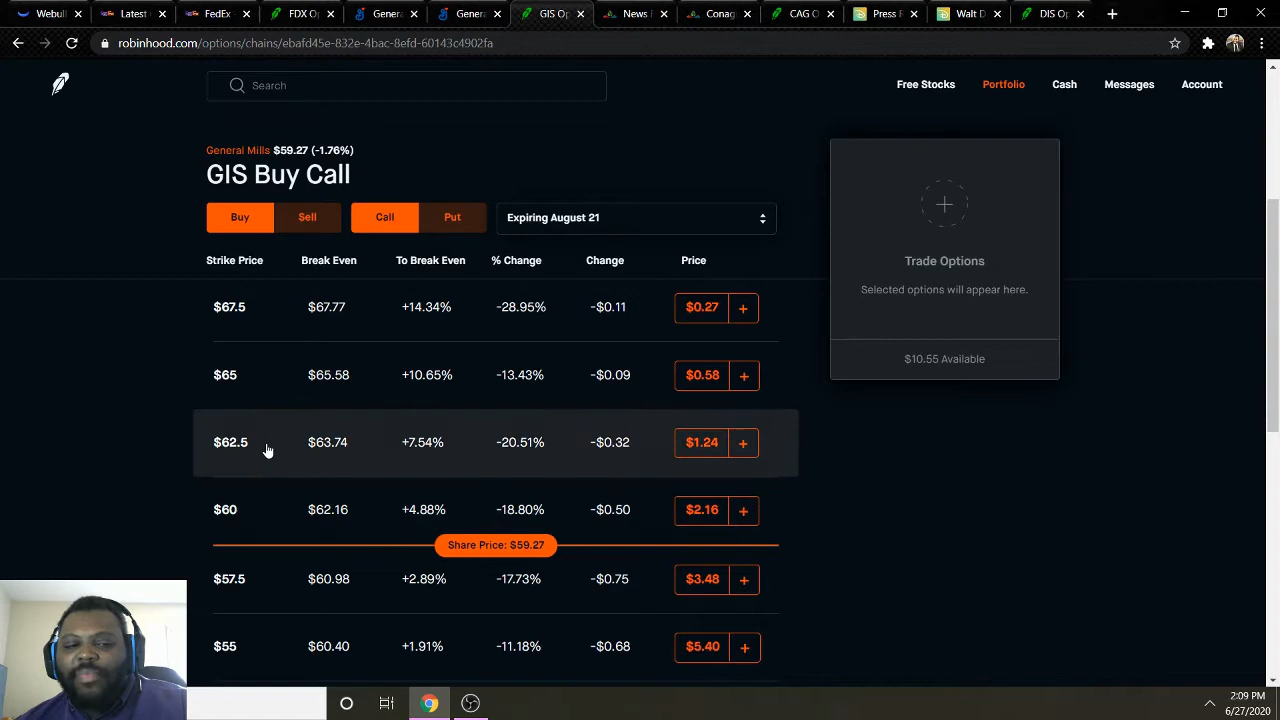 Webull
Latest
FedEx
FDX Op
Genera
Genera
GIS Op
News F
Conag
CAG O
Press R
Walt D
DIS Op
robinhood.com/options/chains/ebafd45e-832e-4bac-8efd-60143c4902fa
Search
Free Stocks Portfolio Cash Messages Account
General Mills $59.27 (-1.76%)
GIS Buy Call
Buy Sell Call Put Expiring August 21
Strike Price Break Even To Break Even % Change Change Price
$67.5 $67.77 +14.34% -28.95% -$0.11 $0.27 +
$65 $65.58 +10.65% -13.43% -$0.09 $0.58 +
$62.5 $63.74 +7.54% -20.51% -$0.32 $1.24 +
$60 $62.16 +4.88% -18.80% -$0.50 $2.16 +
Share Price: $59.27
$57.5 $60.98 +2.89% -17.73% -$0.75 $3.48 +
$55 $60.40 +1.91% -11.18% -$0.68 $5.40 +
Trade Options
Selected options will appear here.
$10.55 Available
2:09 PM
6/27/2020